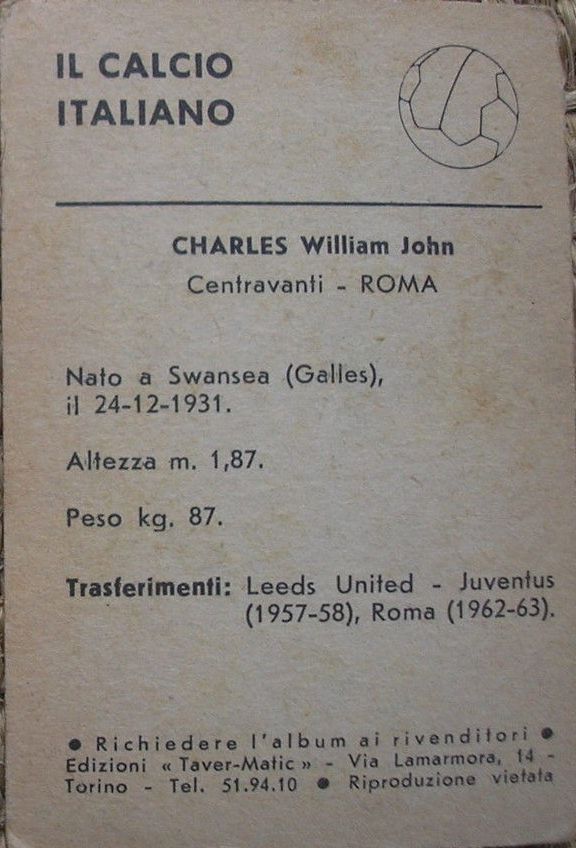 IL CALCIO
ITALIANO
CHARLES William John
Centravanti - ROMA
Nato a Swansea (Galles),
il 24-12-1931.
Altezza m. 1,87.
Peso kg. 87.
Trasferimenti: Leeds United - Juventus
(1957-58), Roma (1962-63).
● Richiedere l'album ai rivenditori ●
Edizioni « Taver-Matic » - Via Lamarmora, 14 -
Torino - Tel. 51.94.10 ● Riproduzione vietata